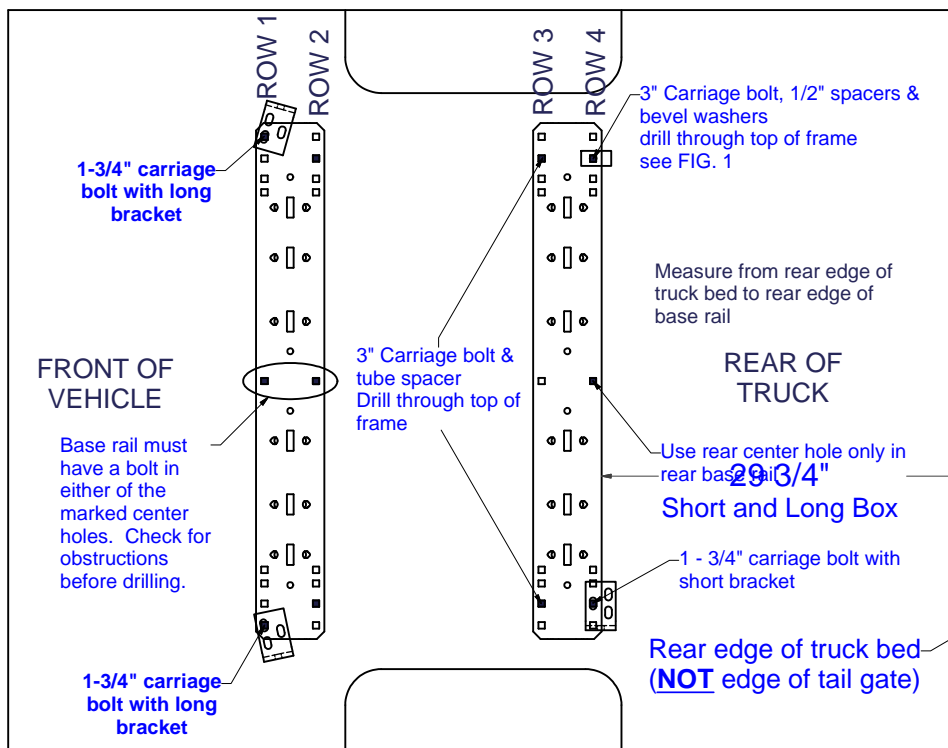 ROW 1
ROW 2
ROW 3
ROW 4
3" Carriage bolt, 1/2" spacers &
bevel washers
drill through top of frame
see FIG. 1
1-3/4" carriage
bolt with long
bracket
Measure from rear edge of
truck bed to rear edge of
base rail
FRONT OF
VEHICLE
3" Carriage bolt &
tube spacer
Drill through top of
frame
REAR OF
TRUCK
Base rail must
have a bolt in
either of the
marked center
holes. Check for
obstructions
before drilling.
Use rear center hole only in
rear base rail
29 3/4"
Short and Long Box
1 - 3/4" carriage bolt with
short bracket
Rear edge of truck bed
(NOT edge of tail gate)
1-3/4" carriage
bolt with long
bracket